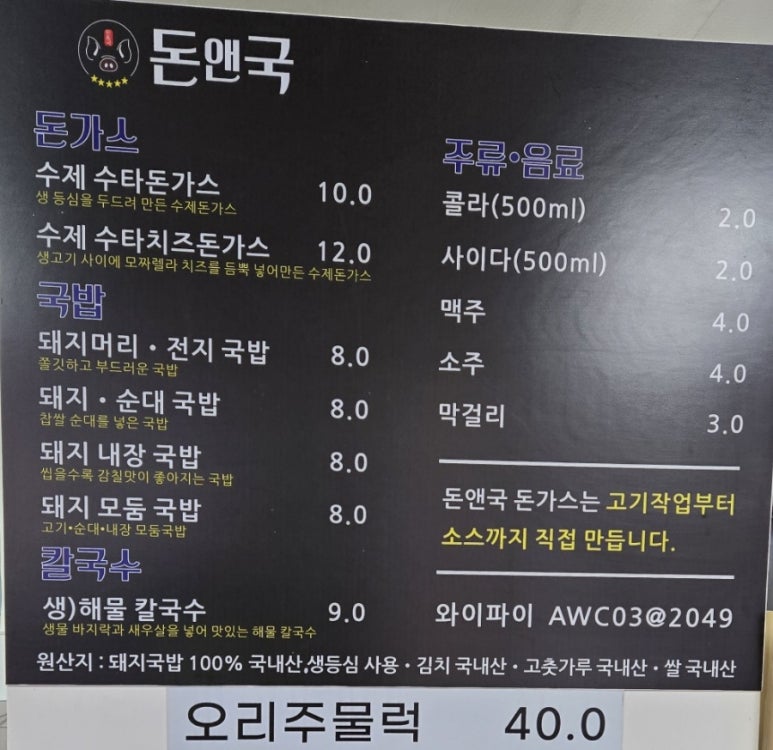 돈앤국
돈가스
수제 수타돈가스 10.0
생 등심을 두드려 만든 수제돈가스
수제 수타치즈돈가스 12.0
생고기 사이에 모짜렐라 치즈를 듬뿍 넣어만든 수제돈가스
국밥
돼지머리・전지 국밥 8.0
쫄깃하고 부드러운 국밥
돼지・순대 국밥 8.0
찹쌀 순대를 넣은 국밥
돼지 내장 국밥 8.0
씹을수록 감칠맛이 좋아지는 국밥
돼지 모둠 국밥 8.0
고기•순대•내장 모둠국밥
칼국수
생)해물 칼국수 9.0
생물 바지락과 새우살을 넣어 맛있는 해물 칼국수
주류•음료
콜라(500ml) 2.0
사이다(500ml) 2.0
맥주 4.0
소주 4.0
막걸리 3.0
돈앤국 돈가스는 고기작업부터
소스까지 직접 만듭니다.
와이파이 AWC03@2049
원산지 : 돼지국밥 100% 국내산,생등심 사용・김치 국내산・고춧가루 국내산・쌀 국내산
오리주물럭 40.0